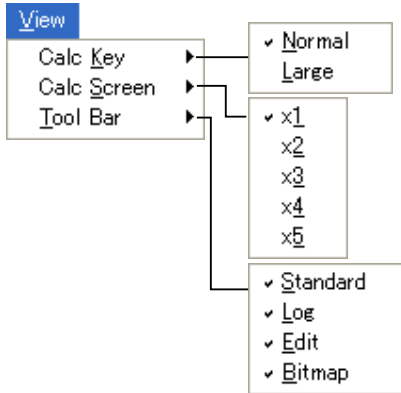 View
Calc Key
Calc Screen
Tool Bar
Normal
Large
x1
x2
x3
x4
x5
Standard
Log
Edit
Bitmap